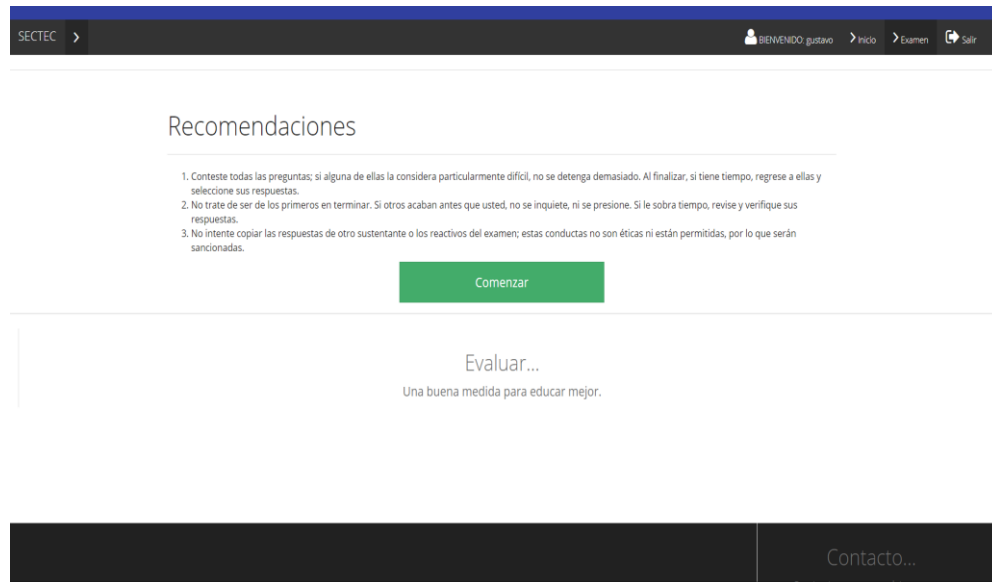 SECTEC
BIENVENIDO: gustavo
Inicio
Examen
Salir
Recomendaciones
1. Conteste todas las preguntas; si alguna de ellas la considera particularmente difícil, no se detenga demasiado. Al finalizar, si tiene tiempo, regrese a ellas y
seleccione sus respuestas.
2. No trate de ser de los primeros en terminar. Si otros acaban antes que usted, no se inquiete, ni se presione. Si le sobra tiempo, revise y verifique sus
respuestas.
3. No intente copiar las respuestas de otro sustentante o los reactivos del examen; estas conductas no son éticas ni están permitidas, por lo que serán
sancionadas.
Comenzar
Evaluar...
Una buena medida para educar mejor.
Contacto...